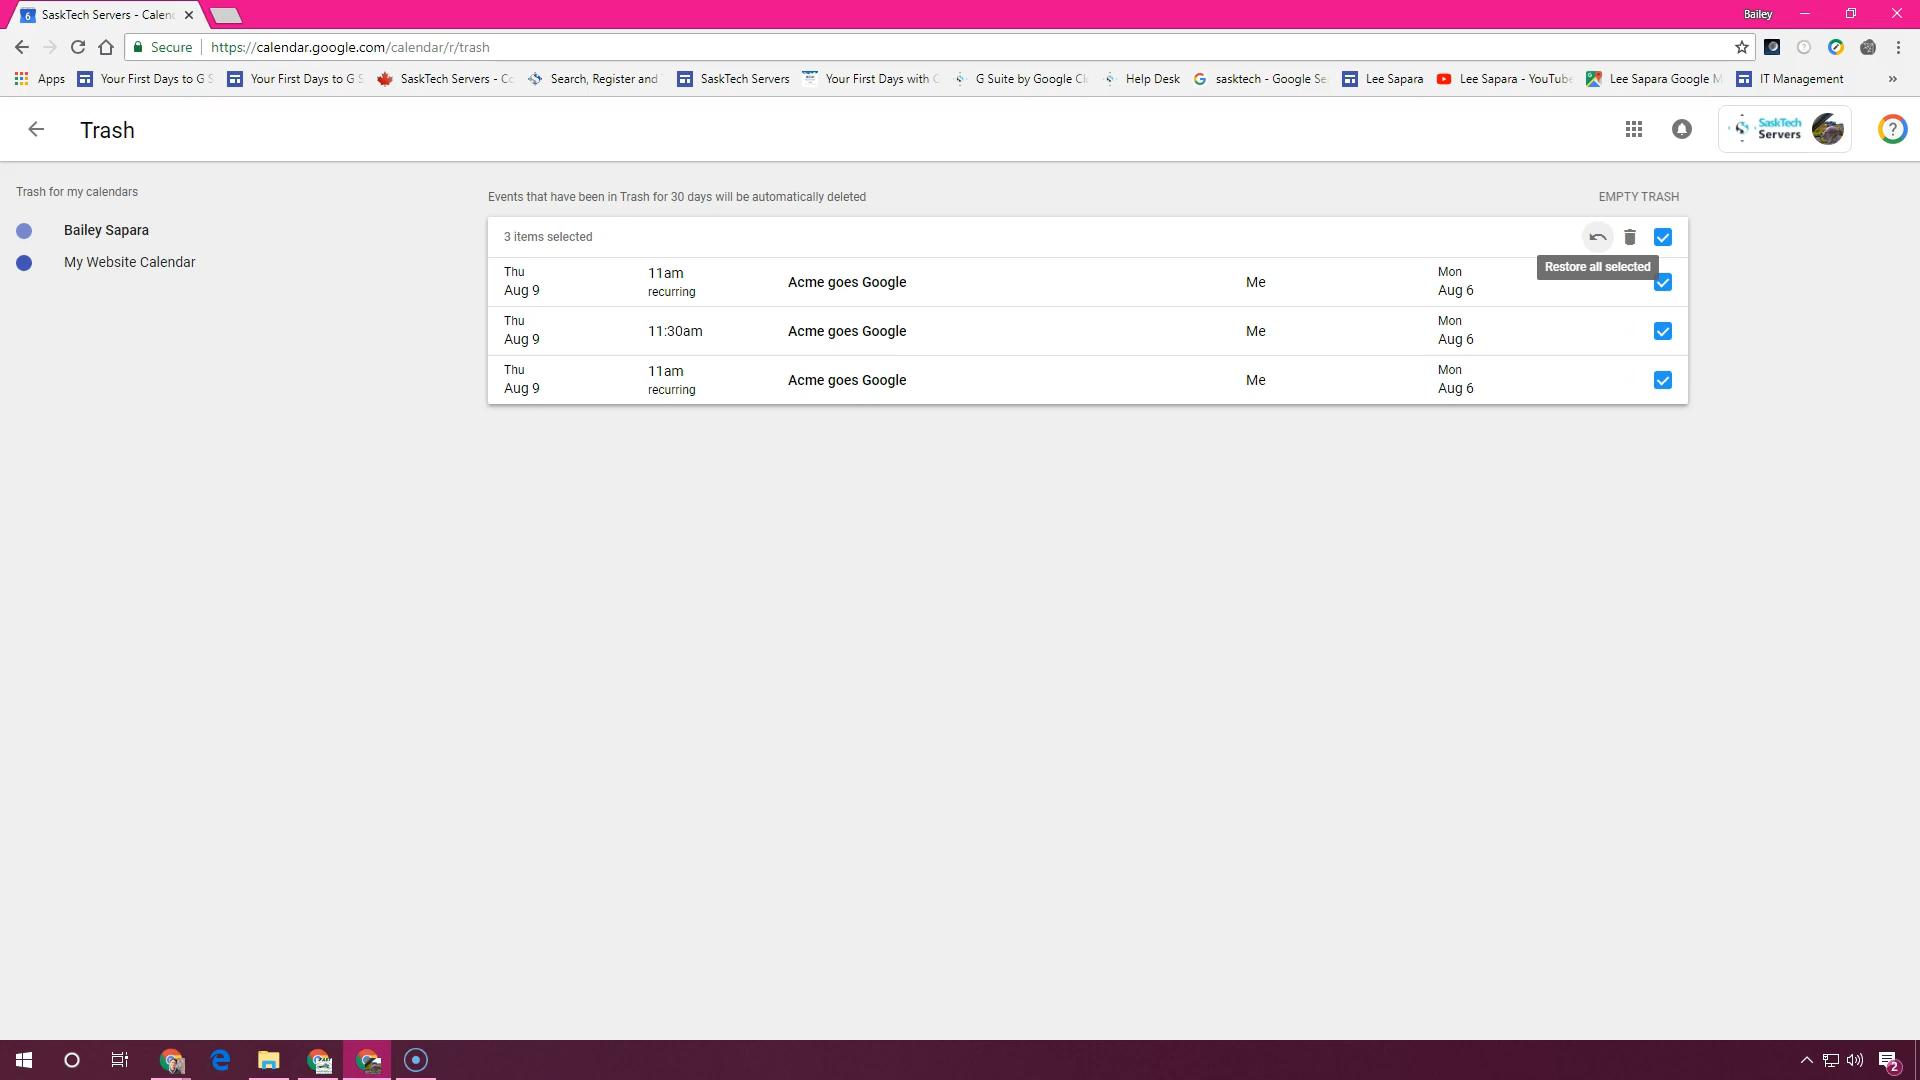 6 SaskTech Servers - Calen
Bailey
Secure https://calendar.google.com/calendar/r/trash
Apps Your First Days to G S Your First Days to G S SaskTech Servers - Co Search, Register and SaskTech Servers Your First Days with G G Suite by Google Cl Help Desk sasktech - Google Se Lee Sapara Lee Sapara - YouTube Lee Sapara Google M IT Management »
Trash
SaskTech
Servers
?
Trash for my calendars
Bailey Sapara
My Website Calendar
Events that have been in Trash for 30 days will be automatically deleted
EMPTY TRASH
3 items selected
Restore all selected
Thu
Aug 9
11am
recurring
Acme goes Google
Me
Mon
Aug 6
Thu
Aug 9
11:30am
Acme goes Google
Me
Mon
Aug 6
Thu
Aug 9
11am
recurring
Acme goes Google
Me
Mon
Aug 6
2